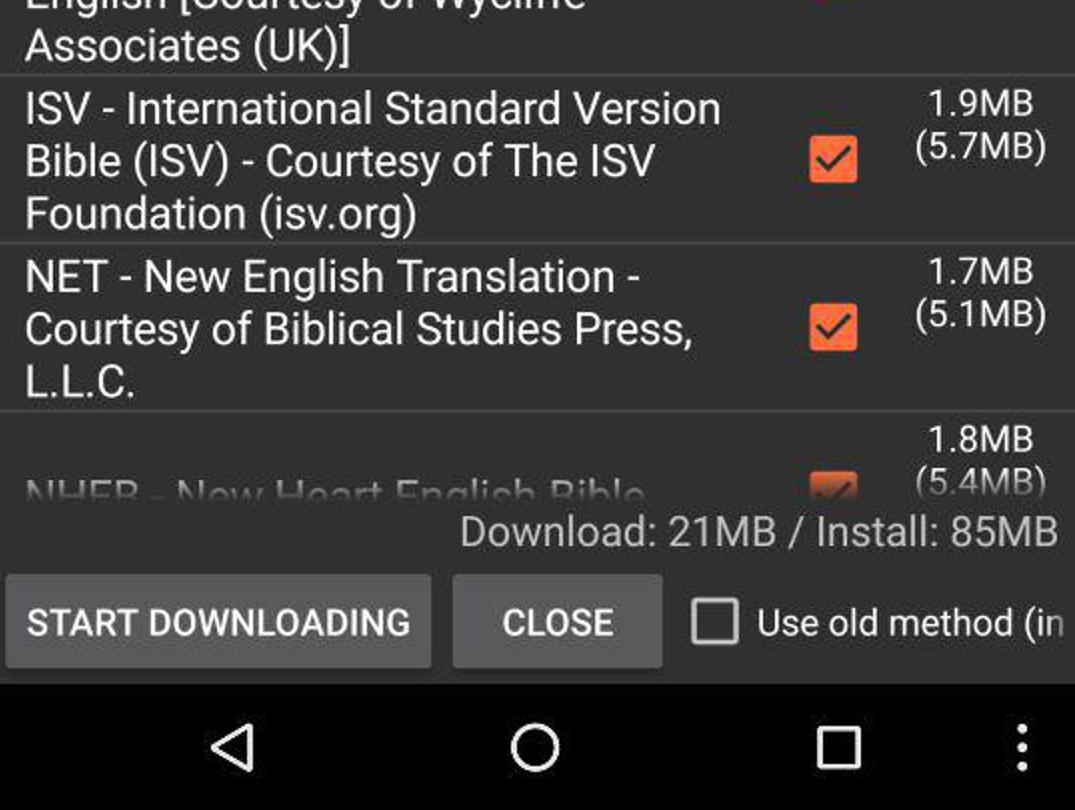 English [Courtesy of Wycliffe
Associates (UK)]
ISV - International Standard Version
Bible (ISV) - Courtesy of The ISV
Foundation (isv.org)
1.9MB
(5.7MB)
NET - New English Translation -
Courtesy of Biblical Studies Press,
L.L.C.
1.7MB
(5.1MB)
NHEB - New Heart English Bible
1.8MB
(5.4MB)
Download: 21MB / Install: 85MB
START DOWNLOADING
CLOSE
Use old method (in